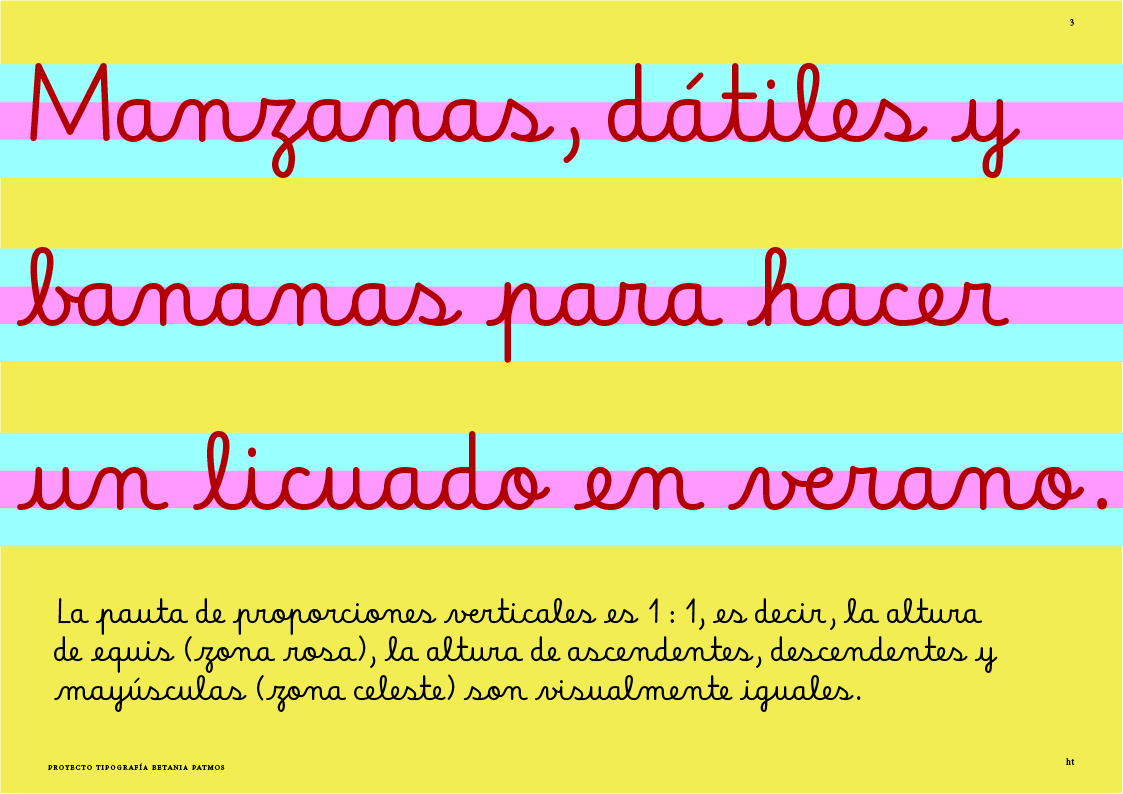 3
Manzanas, dátiles y
bananas para hacer
un licuado en verano.
La pauta de proporciones verticales es 1 : 1, es decir, la altura
de equis (zona rosa), la altura de ascendentes, descendentes y
mayúsculas (zona celeste) son visualmente iguales.
PROYECTO TIPOGRAFÍA BETANIA PATMOS
ht